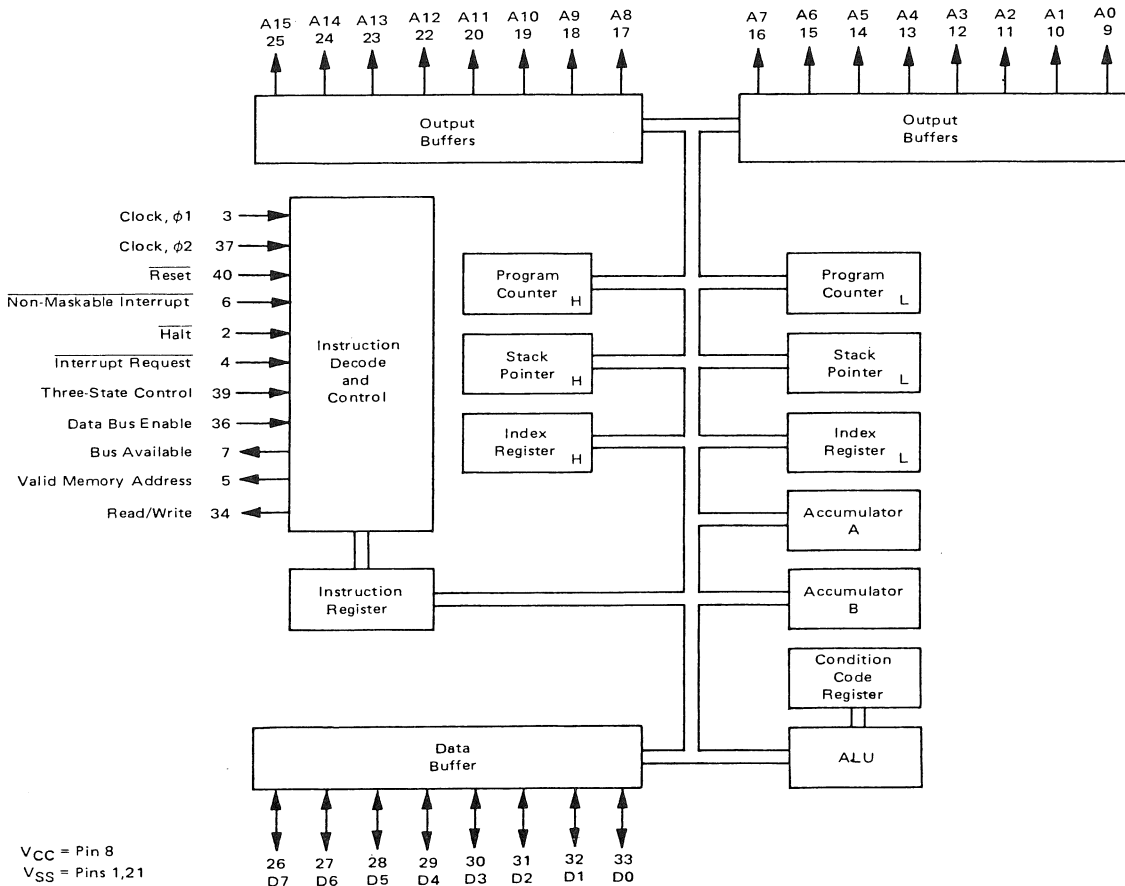 A15 A14 A13 A12 A11 A10 A9 A8 A7 A6 A5 A4 A3 A2 A1 A0
25 24 23 22 20 19 18 17 16 15 14 13 12 11 10 9
Output
Buffers
Output
Buffers
Clock, ϕ1 3
Clock, ϕ2 37
Reset 40
Non-Maskable Interrupt 6
Halt 2
Interrupt Request 4
Three-State Control 39
Data Bus Enable 36
Bus Available 7
Valid Memory Address 5
Read/Write 34
Instruction
Decode
and
Control
Program
Counter
H
Program
Counter
L
Stack
Pointer
H
Stack
Pointer
L
Index
Register
H
Index
Register
L
Accumulator
A
Instruction
Register
Accumulator
B
Condition
Code
Register
Data
Buffer
ALU
26 27 28 29 30 31 32 33
D7 D6 D5 D4 D3 D2 D1 D0
VCC = Pin 8
VSS = Pins 1,21